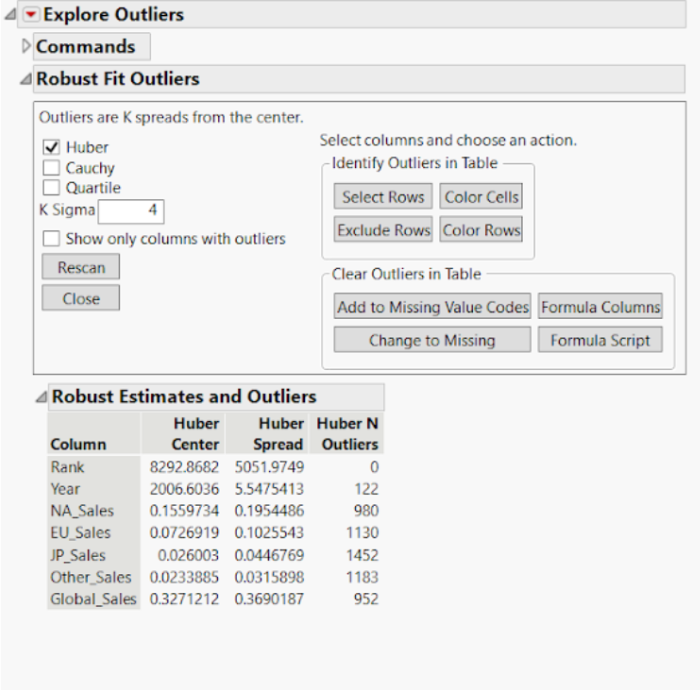 Explore Outliers
Commands
Robust Fit Outliers
Outliers are K spreads from the center.
Huber
Cauchy
Quartile
K Sigma 4
Show only columns with outliers
Rescan
Close
Select columns and choose an action.
Identify Outliers in Table
Select Rows Color Cells
Exclude Rows Color Rows
Clear Outliers in Table
Add to Missing Value Codes Formula Columns
Change to Missing Formula Script
Robust Estimates and Outliers
Huber Huber Huber N
Column Center Spread Outliers
Rank 8292.8682 5051.9749 0
Year 2006.6036 5.5475413 122
NA_Sales 0.1559734 0.1954486 980
EU_Sales 0.0726919 0.1025543 1130
JP_Sales 0.026003 0.0446769 1452
Other_Sales 0.0233885 0.0315898 1183
Global_Sales 0.3271212 0.3690187 952